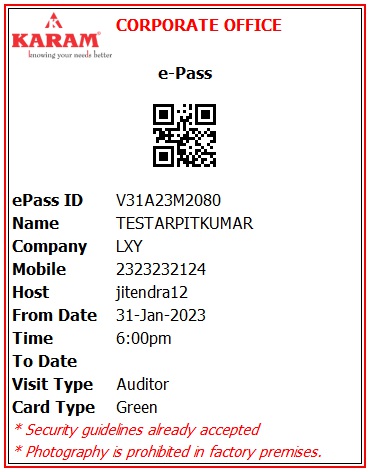 CORPORATE OFFICE
KARAM®
knowing your needs better
e-Pass
ePass ID V31A23M2080
Name TESTARPITKUMAR
Company LXY
Mobile 2323232124
Host jitendra12
From Date 31-Jan-2023
Time 6:00pm
To Date
Visit Type Auditor
Card Type Green
* Security guidelines already accepted
* Photography is prohibited in factory premises.